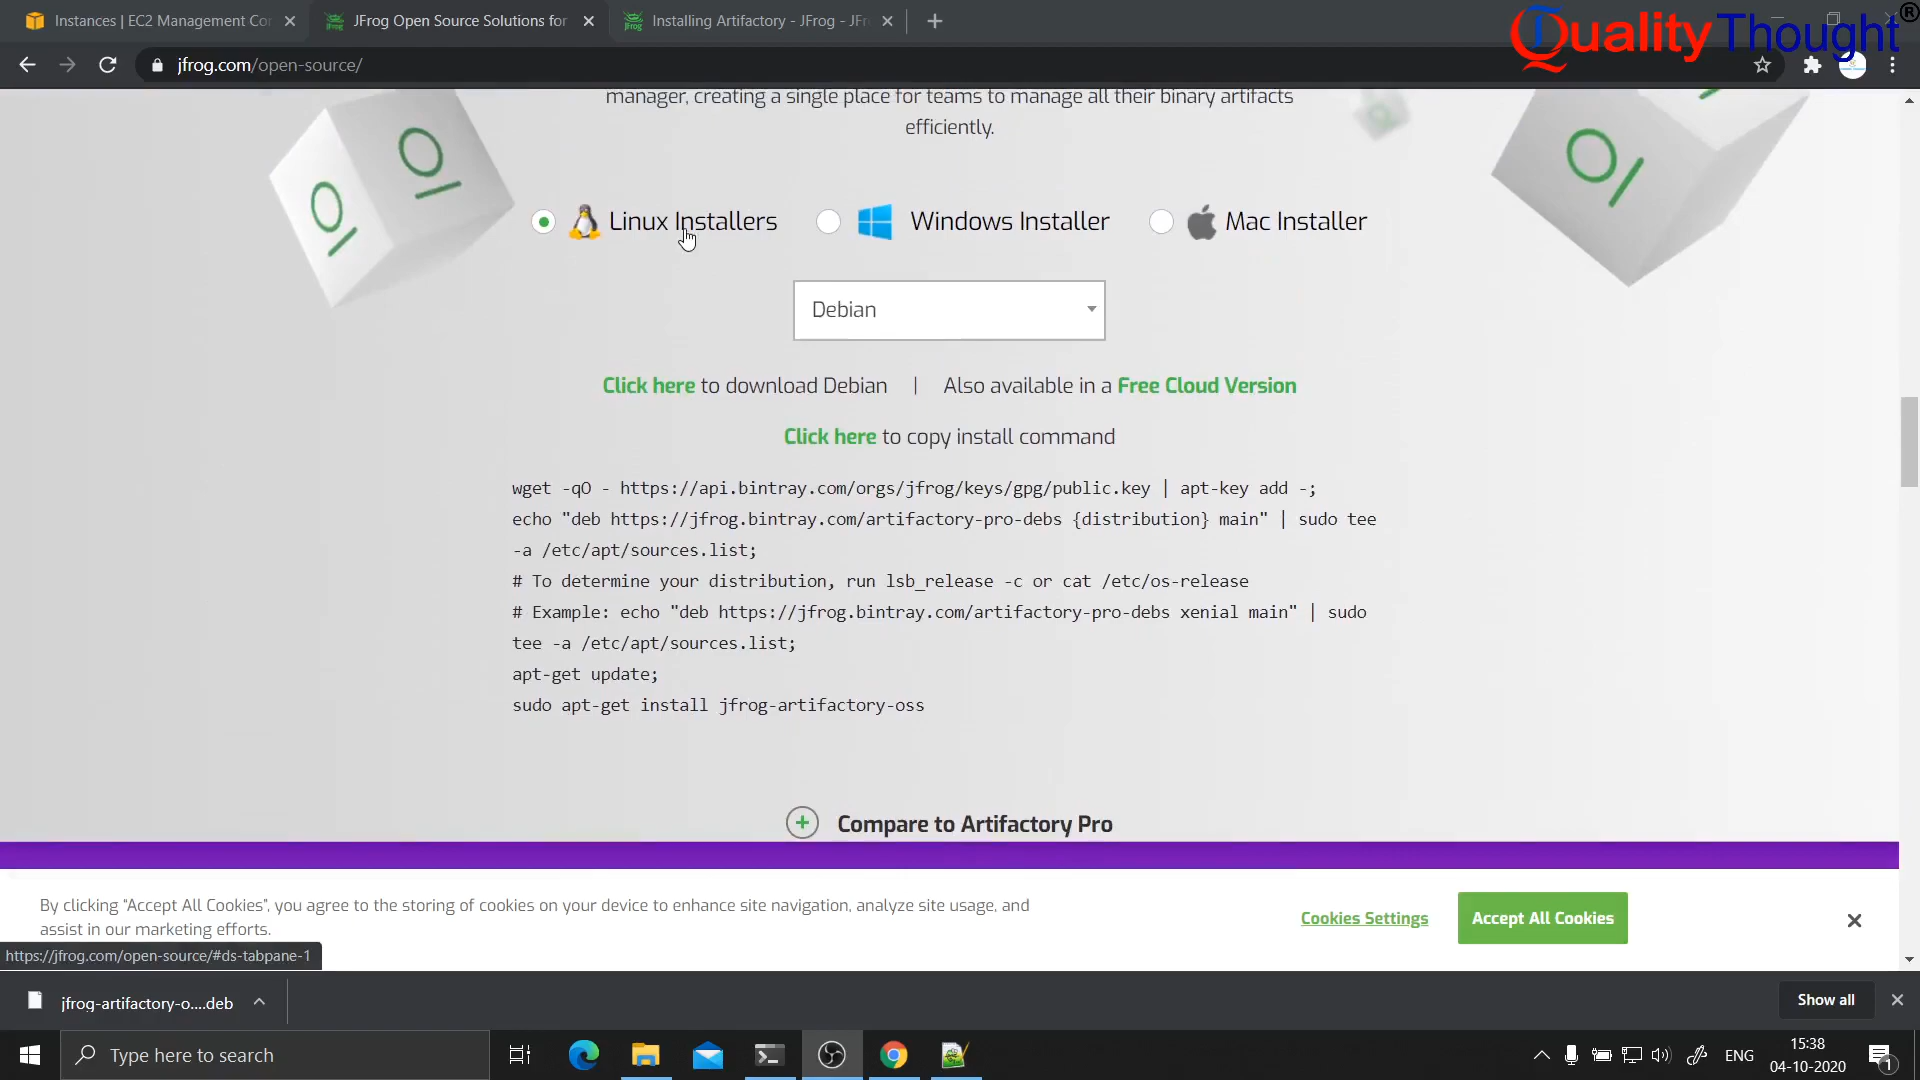 Instances | EC2 Management Con
JFrog Open Source Solutions for
Installing Artifactory - JFrog - JFr
Quality Thought ®
jfrog.com/open-source/
manager, creating a single place for teams to manage all their binary artifacts
efficiently.
Linux Installers
Windows Installer
Mac Installer
Debian
Click here to download Debian | Also available in a Free Cloud Version
Click here to copy install command
wget -qO - https://api.bintray.com/orgs/jfrog/keys/gpg/public.key | apt-key add -;
echo "deb https://jfrog.bintray.com/artifactory-pro-debs {distribution} main" | sudo tee
-a /etc/apt/sources.list;
# To determine your distribution, run lsb_release -c or cat /etc/os-release
# Example: echo "deb https://jfrog.bintray.com/artifactory-pro-debs xenial main" | sudo
tee -a /etc/apt/sources.list;
apt-get update;
sudo apt-get install jfrog-artifactory-oss
Compare to Artifactory Pro
By clicking “Accept All Cookies”, you agree to the storing of cookies on your device to enhance site navigation, analyze site usage, and
assist in our marketing efforts.
Cookies Settings
Accept All Cookies
https://jfrog.com/open-source/#ds-tabpane-1
jfrog-artifactory-o....deb
Show all
Type here to search
ENG
15:38
04-10-2020
1